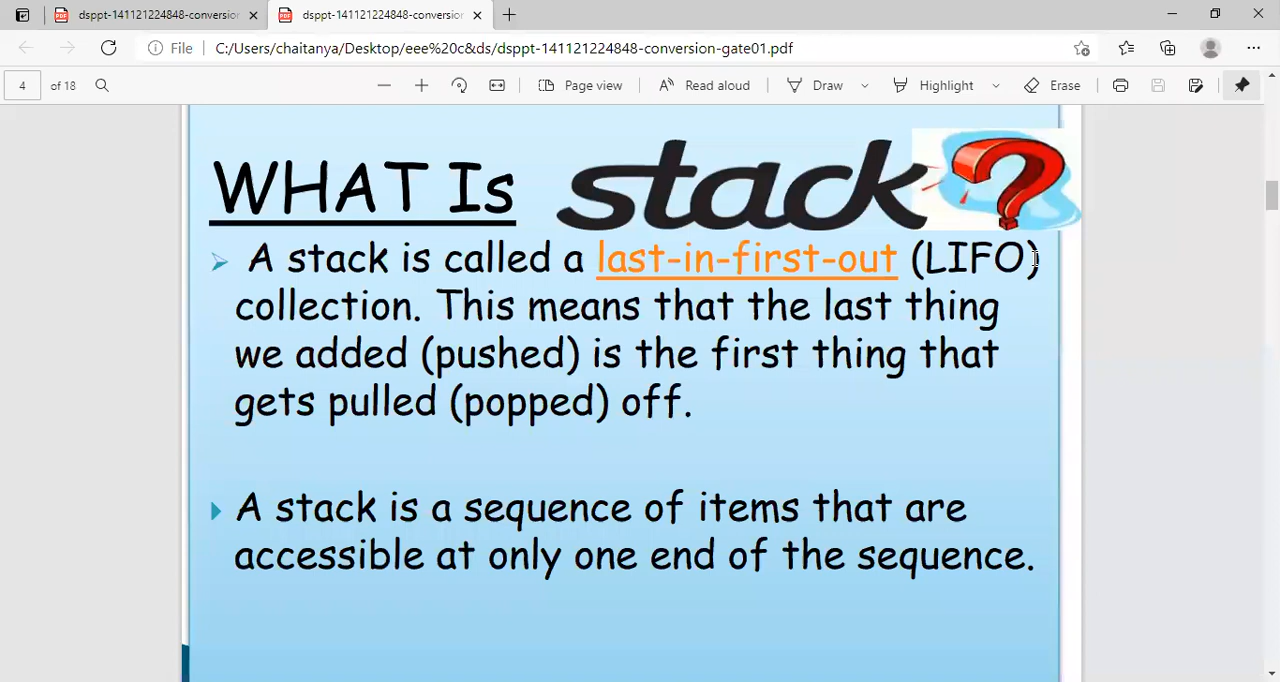 dsppt-141121224848-conversion
dsppt-141121224848-conversion
File
C:/Users/chaitanya/Desktop/eee%20c&ds/dsppt-141121224848-conversion-gate01.pdf
4 of 18
Page view
Read aloud
Draw
Highlight
Erase
WHAT Is stack?
A stack is called a last-in-first-out (LIFO)
collection. This means that the last thing
we added (pushed) is the first thing that
gets pulled (popped) off.
A stack is a sequence of items that are
accessible at only one end of the sequence.